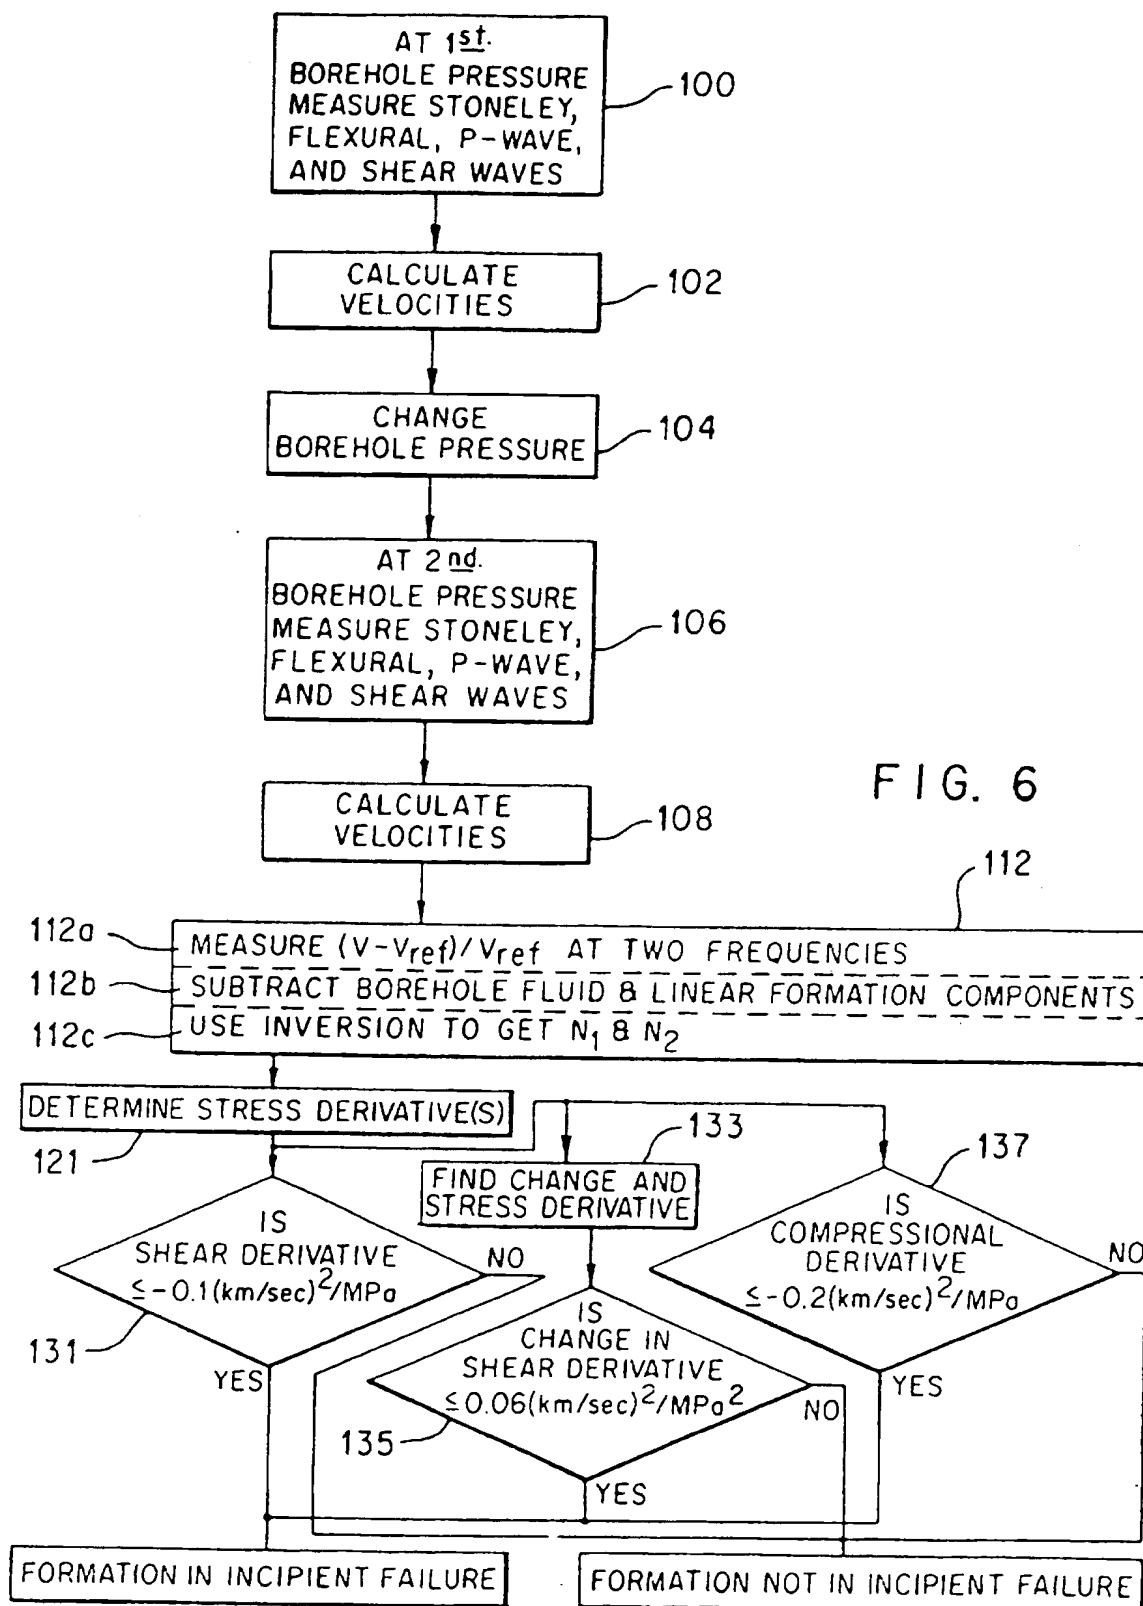 AT 1st.
BOREHOLE PRESSURE
MEASURE STONELEY,
FLEXURAL, P-WAVE,
AND SHEAR WAVES
100
CALCULATE
VELOCITIES
102
CHANGE
BOREHOLE PRESSURE
104
AT 2nd.
BOREHOLE PRESSURE
MEASURE STONELEY,
FLEXURAL, P-WAVE,
AND SHEAR WAVES
106
FIG. 6
CALCULATE
VELOCITIES
108
112
112a
MEASURE (V-Vref)/Vref AT TWO FREQUENCIES
112b
SUBTRACT BOREHOLE FLUID & LINEAR FORMATION COMPONENTS
112c
USE INVERSION TO GET N1 & N2
DETERMINE STRESS DERIVATIVE(S)
121
133
FIND CHANGE AND
STRESS DERIVATIVE
137
IS
SHEAR DERIVATIVE
≤-0.1(km/sec)²/MPa
NO
131
YES
IS
CHANGE IN
SHEAR DERIVATIVE
≤0.06(km/sec)²/MPa²
NO
135
YES
IS
COMPRESSIONAL
DERIVATIVE
≤-0.2(km/sec)²/MPa
NO
YES
FORMATION IN INCIPIENT FAILURE
FORMATION NOT IN INCIPIENT FAILURE